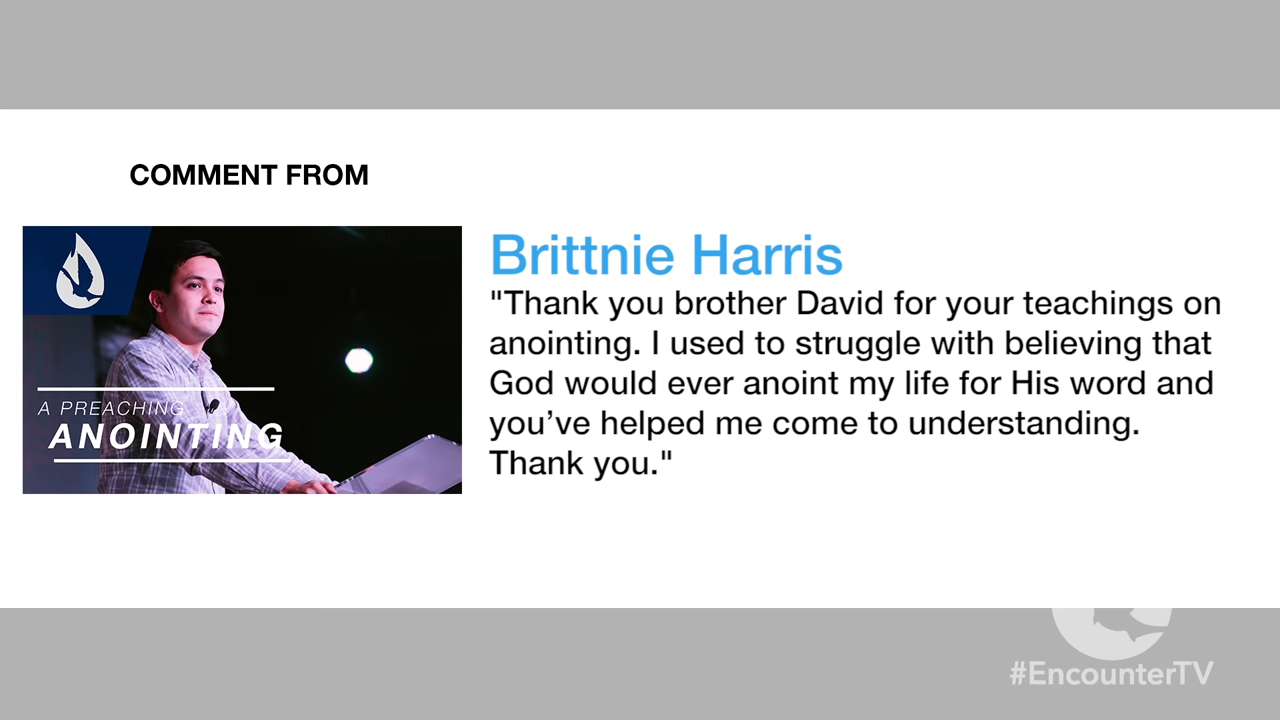 COMMENT FROM
A PREACHING
ANOINTING
Brittnie Harris
"Thank you brother David for your teachings on
anointing. I used to struggle with believing that
God would ever anoint my life for His word and
you’ve helped me come to understanding.
Thank you."
#EncounterTV